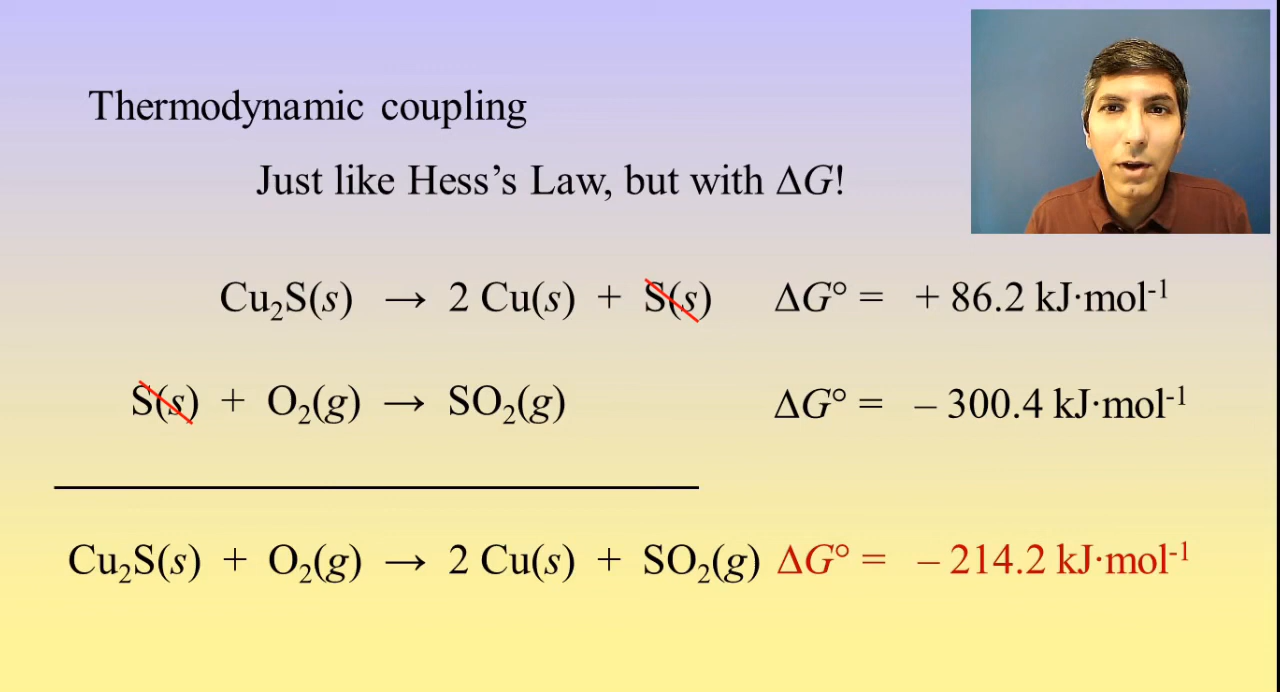 Thermodynamic coupling
Just like Hess’s Law, but with ΔG!
Cu₂S(s) → 2 Cu(s) + S(s) ΔG° = + 86.2 kJ·mol⁻¹
S(s) + O₂(g) → SO₂(g) ΔG° = – 300.4 kJ·mol⁻¹
Cu₂S(s) + O₂(g) → 2 Cu(s) + SO₂(g) ΔG° = – 214.2 kJ·mol⁻¹